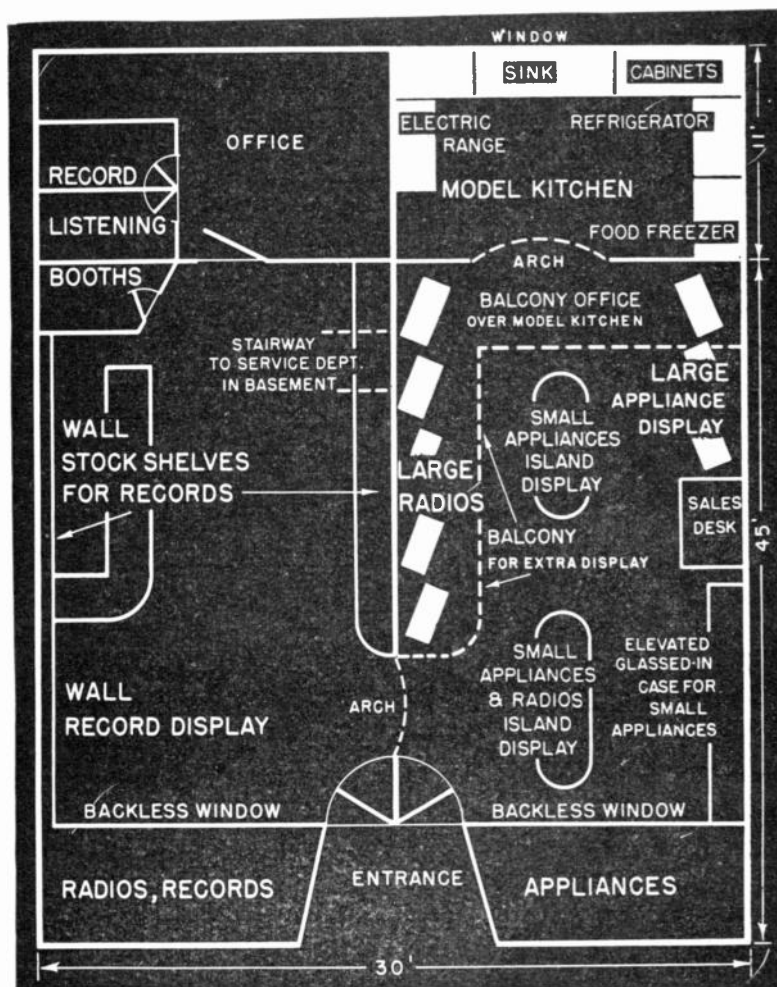 WINDOW
SINK
CABINETS
ELECTRIC
RANGE
REFRIGERATOR
11'
OFFICE
MODEL KITCHEN
RECORD
LISTENING
BOOTHS
FOOD FREEZER
ARCH
BALCONY OFFICE
OVER MODEL KITCHEN
STAIRWAY
TO SERVICE DEPT.
IN BASEMENT
LARGE
APPLIANCE
DISPLAY
SMALL
APPLIANCES
ISLAND
DISPLAY
WALL
STOCK SHELVES
FOR RECORDS
LARGE
RADIOS
SALES
DESK
45'
BALCONY
FOR EXTRA DISPLAY
SMALL
APPLIANCES
& RADIOS
ISLAND
DISPLAY
ELEVATED
GLASSED-IN
CASE FOR
SMALL
APPLIANCES
WALL
RECORD DISPLAY
ARCH
BACKLESS WINDOW
BACKLESS WINDOW
RADIOS, RECORDS
ENTRANCE
APPLIANCES
30'